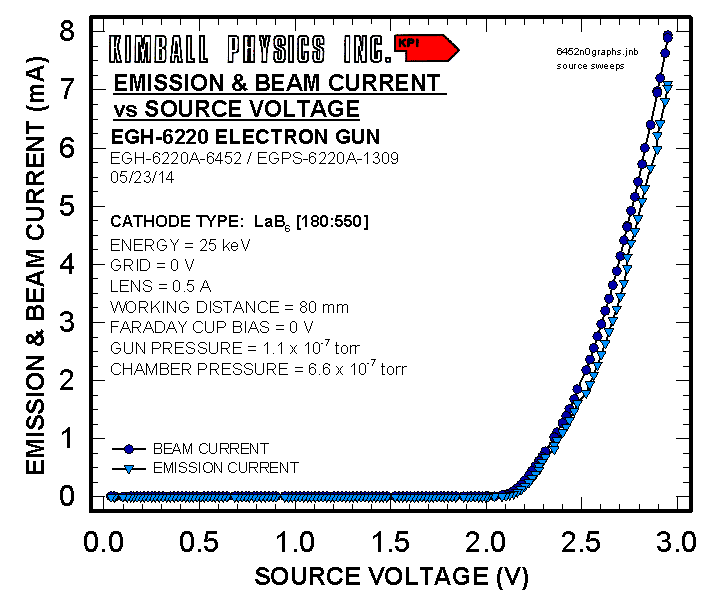 KIMBALL PHYSICS INC. KPI
6452n0graphs.jnb
source sweeps
EMISSION & BEAM CURRENT
vs SOURCE VOLTAGE
EGH-6220 ELECTRON GUN
EGH-6220A-6452 / EGPS-6220A-1309
05/23/14
CATHODE TYPE: LaB6 [180:550]
ENERGY = 25 keV
GRID = 0 V
LENS = 0.5 A
WORKING DISTANCE = 80 mm
FARADAY CUP BIAS = 0 V
GUN PRESSURE = 1.1 x 10-7 torr
CHAMBER PRESSURE = 6.6 x 10-7 torr
BEAM CURRENT
EMISSION CURRENT
EMISSION & BEAM CURRENT (mA)
8
7
6
5
4
3
2
1
0
0.0 0.5 1.0 1.5 2.0 2.5 3.0
SOURCE VOLTAGE (V)